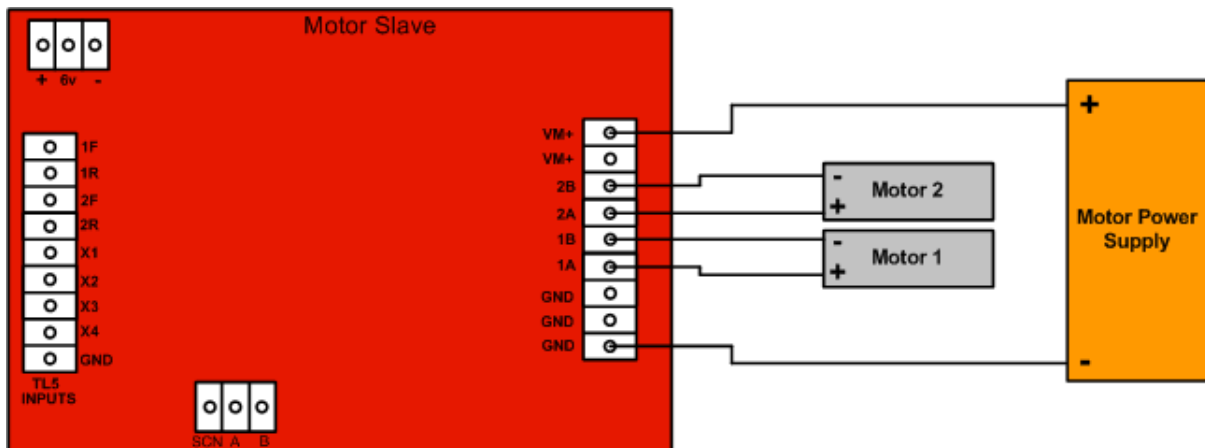 Motor Slave
+ 6v -
1F
1R
2F
2R
X1
X2
X3
X4
GND
TL5
INPUTS
SCN A B
VM+
VM+
2B
2A
1B
1A
GND
GND
GND
-
+
Motor 2
-
+
Motor 1
+
Motor Power
Supply
-